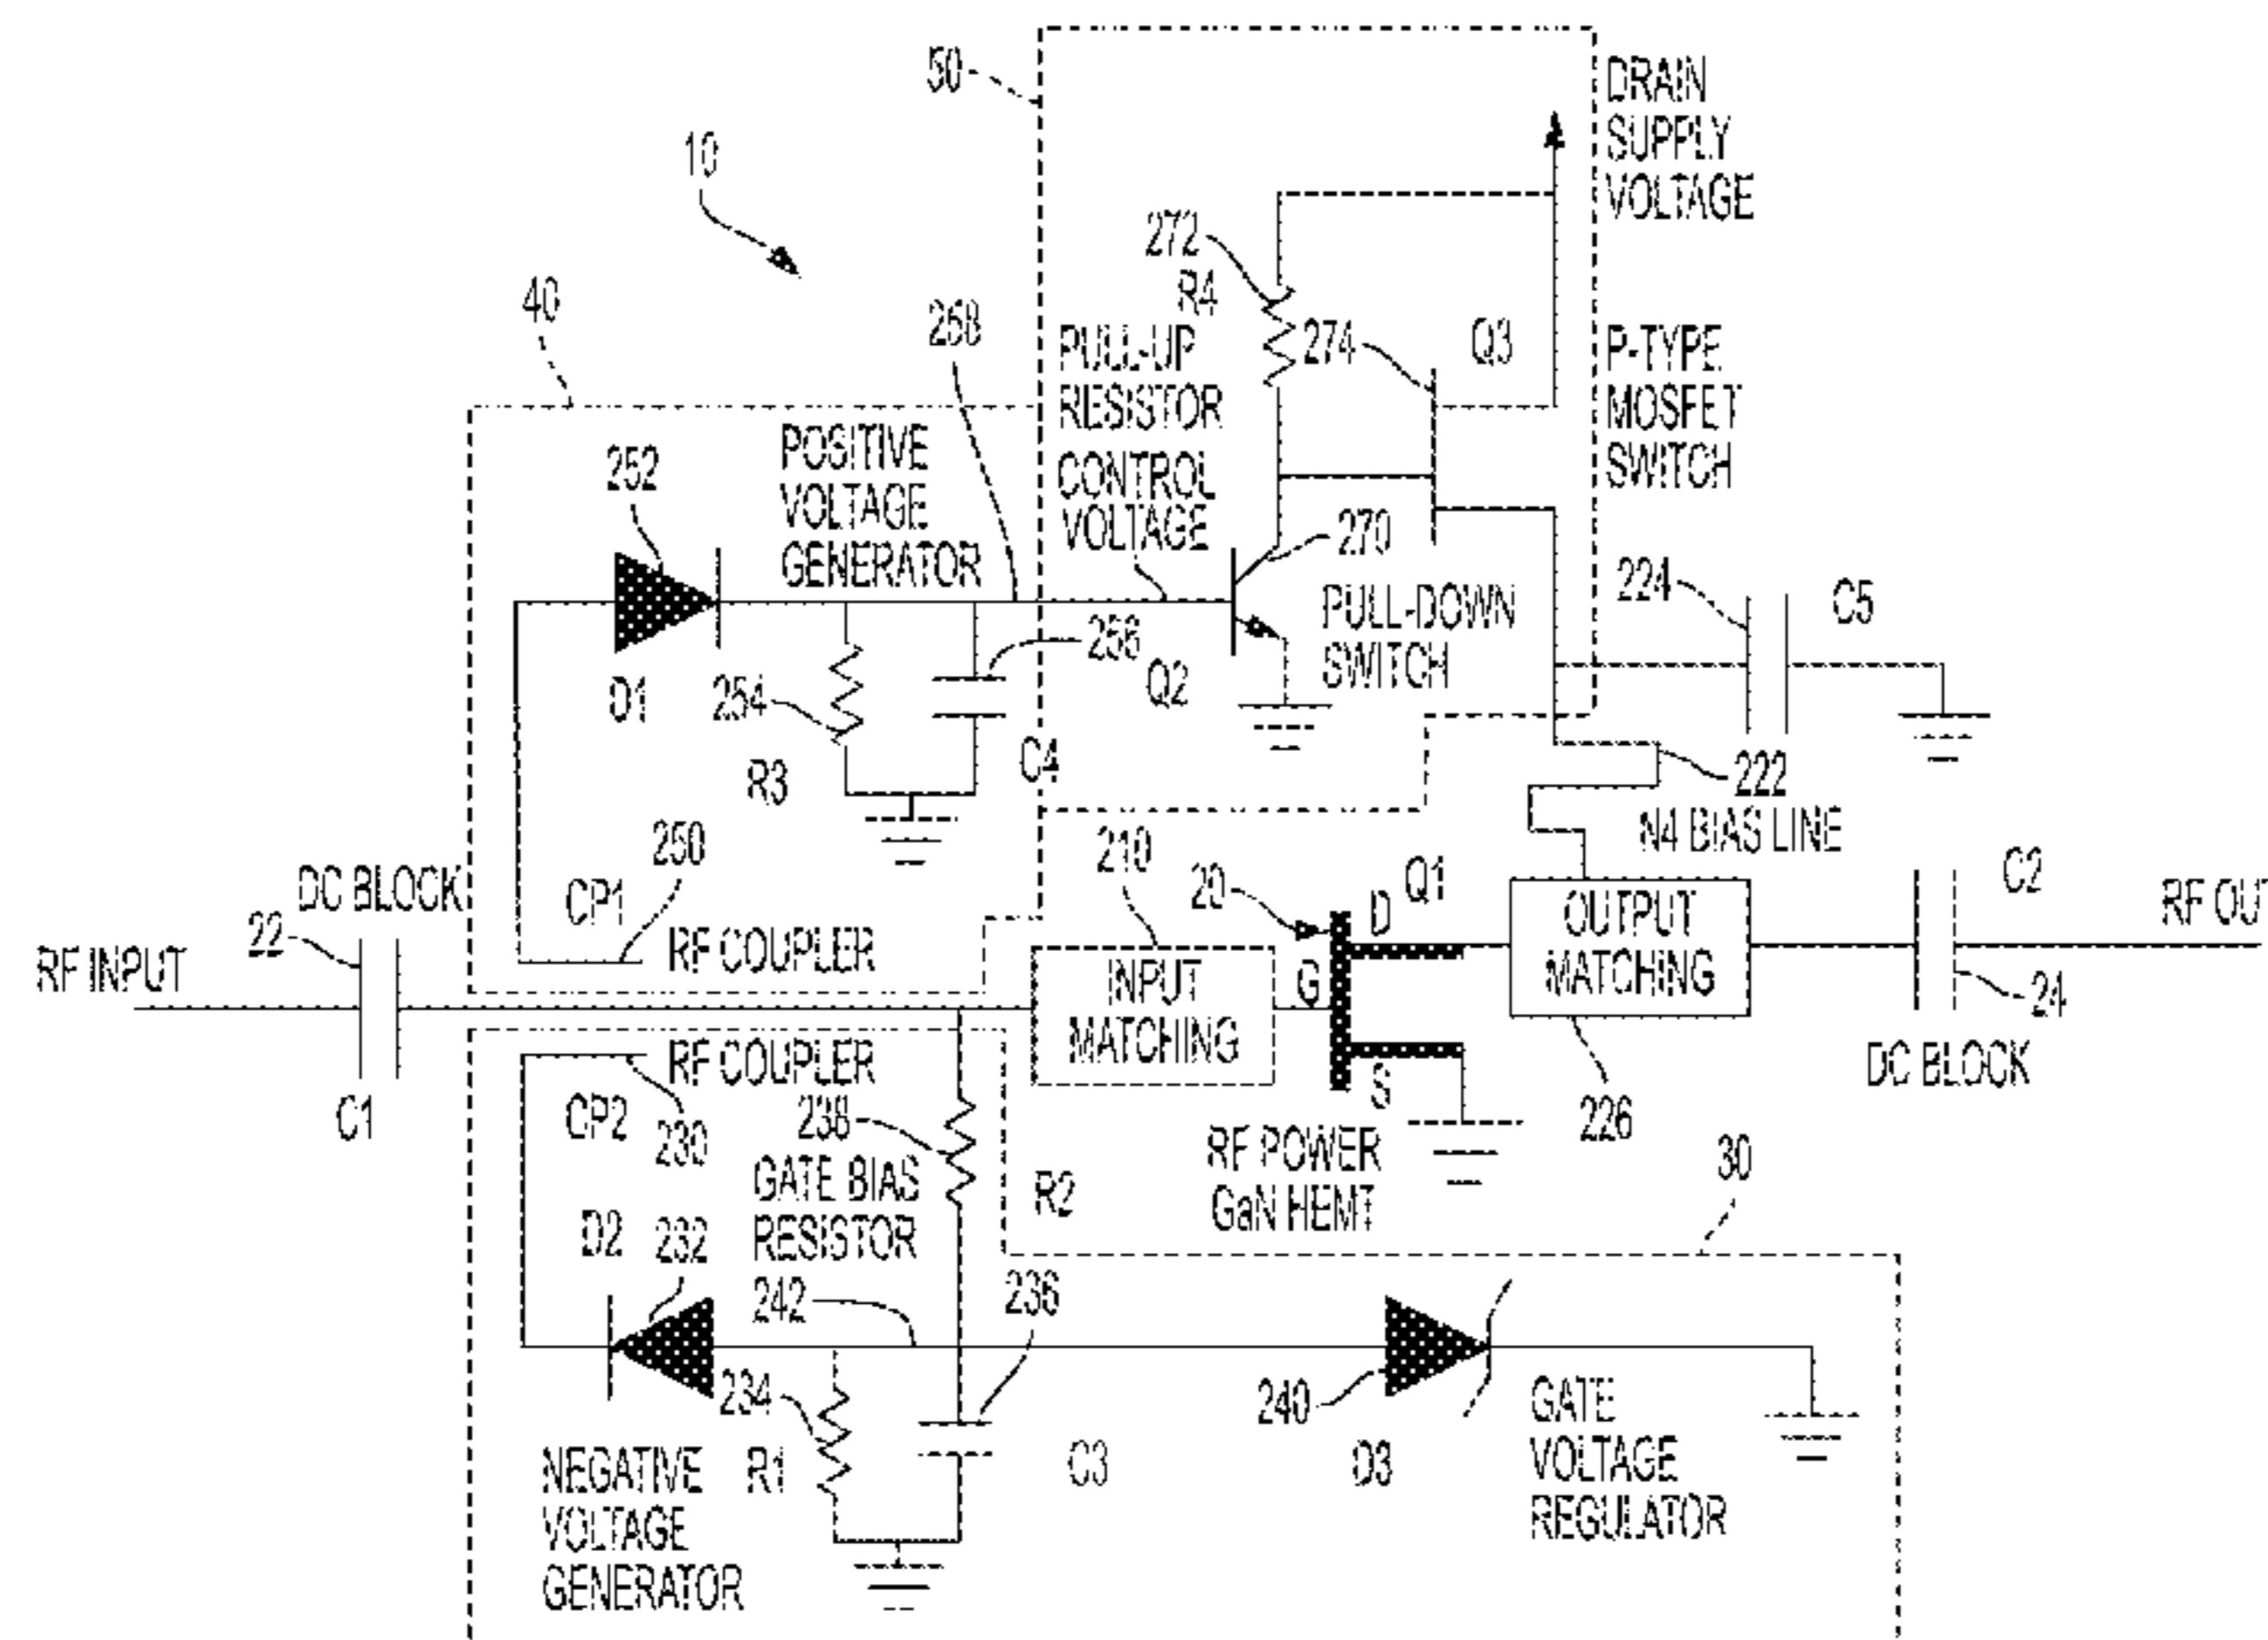 50
DRAIN
SUPPLY
VOLTAGE
10
272
R4
40
268
PULL-UP
RESISTOR
274
Q3
P-TYPE
MOSFET
SWITCH
252
POSITIVE
VOLTAGE
GENERATOR
CONTROL
VOLTAGE
270
224
C5
PULL-DOWN
SWITCH
256
Q2
D1
254
R3
C4
222
N4 BIAS LINE
250
210
DC BLOCK
CP1
20
Q1
C2
22
RF COUPLER
D
OUTPUT
MATCHING
RF OUT
RF INPUT
INPUT
MATCHING
G
24
RF COUPLER
S
DC BLOCK
C1
CP2
230
238
226
GATE BIAS
RESISTOR
R2
RF POWER
GaN HEMT
30
D2
232
242
236
234
240
GATE
VOLTAGE
REGULATOR
NEGATIVE
VOLTAGE
GENERATOR
R1
C3
D3